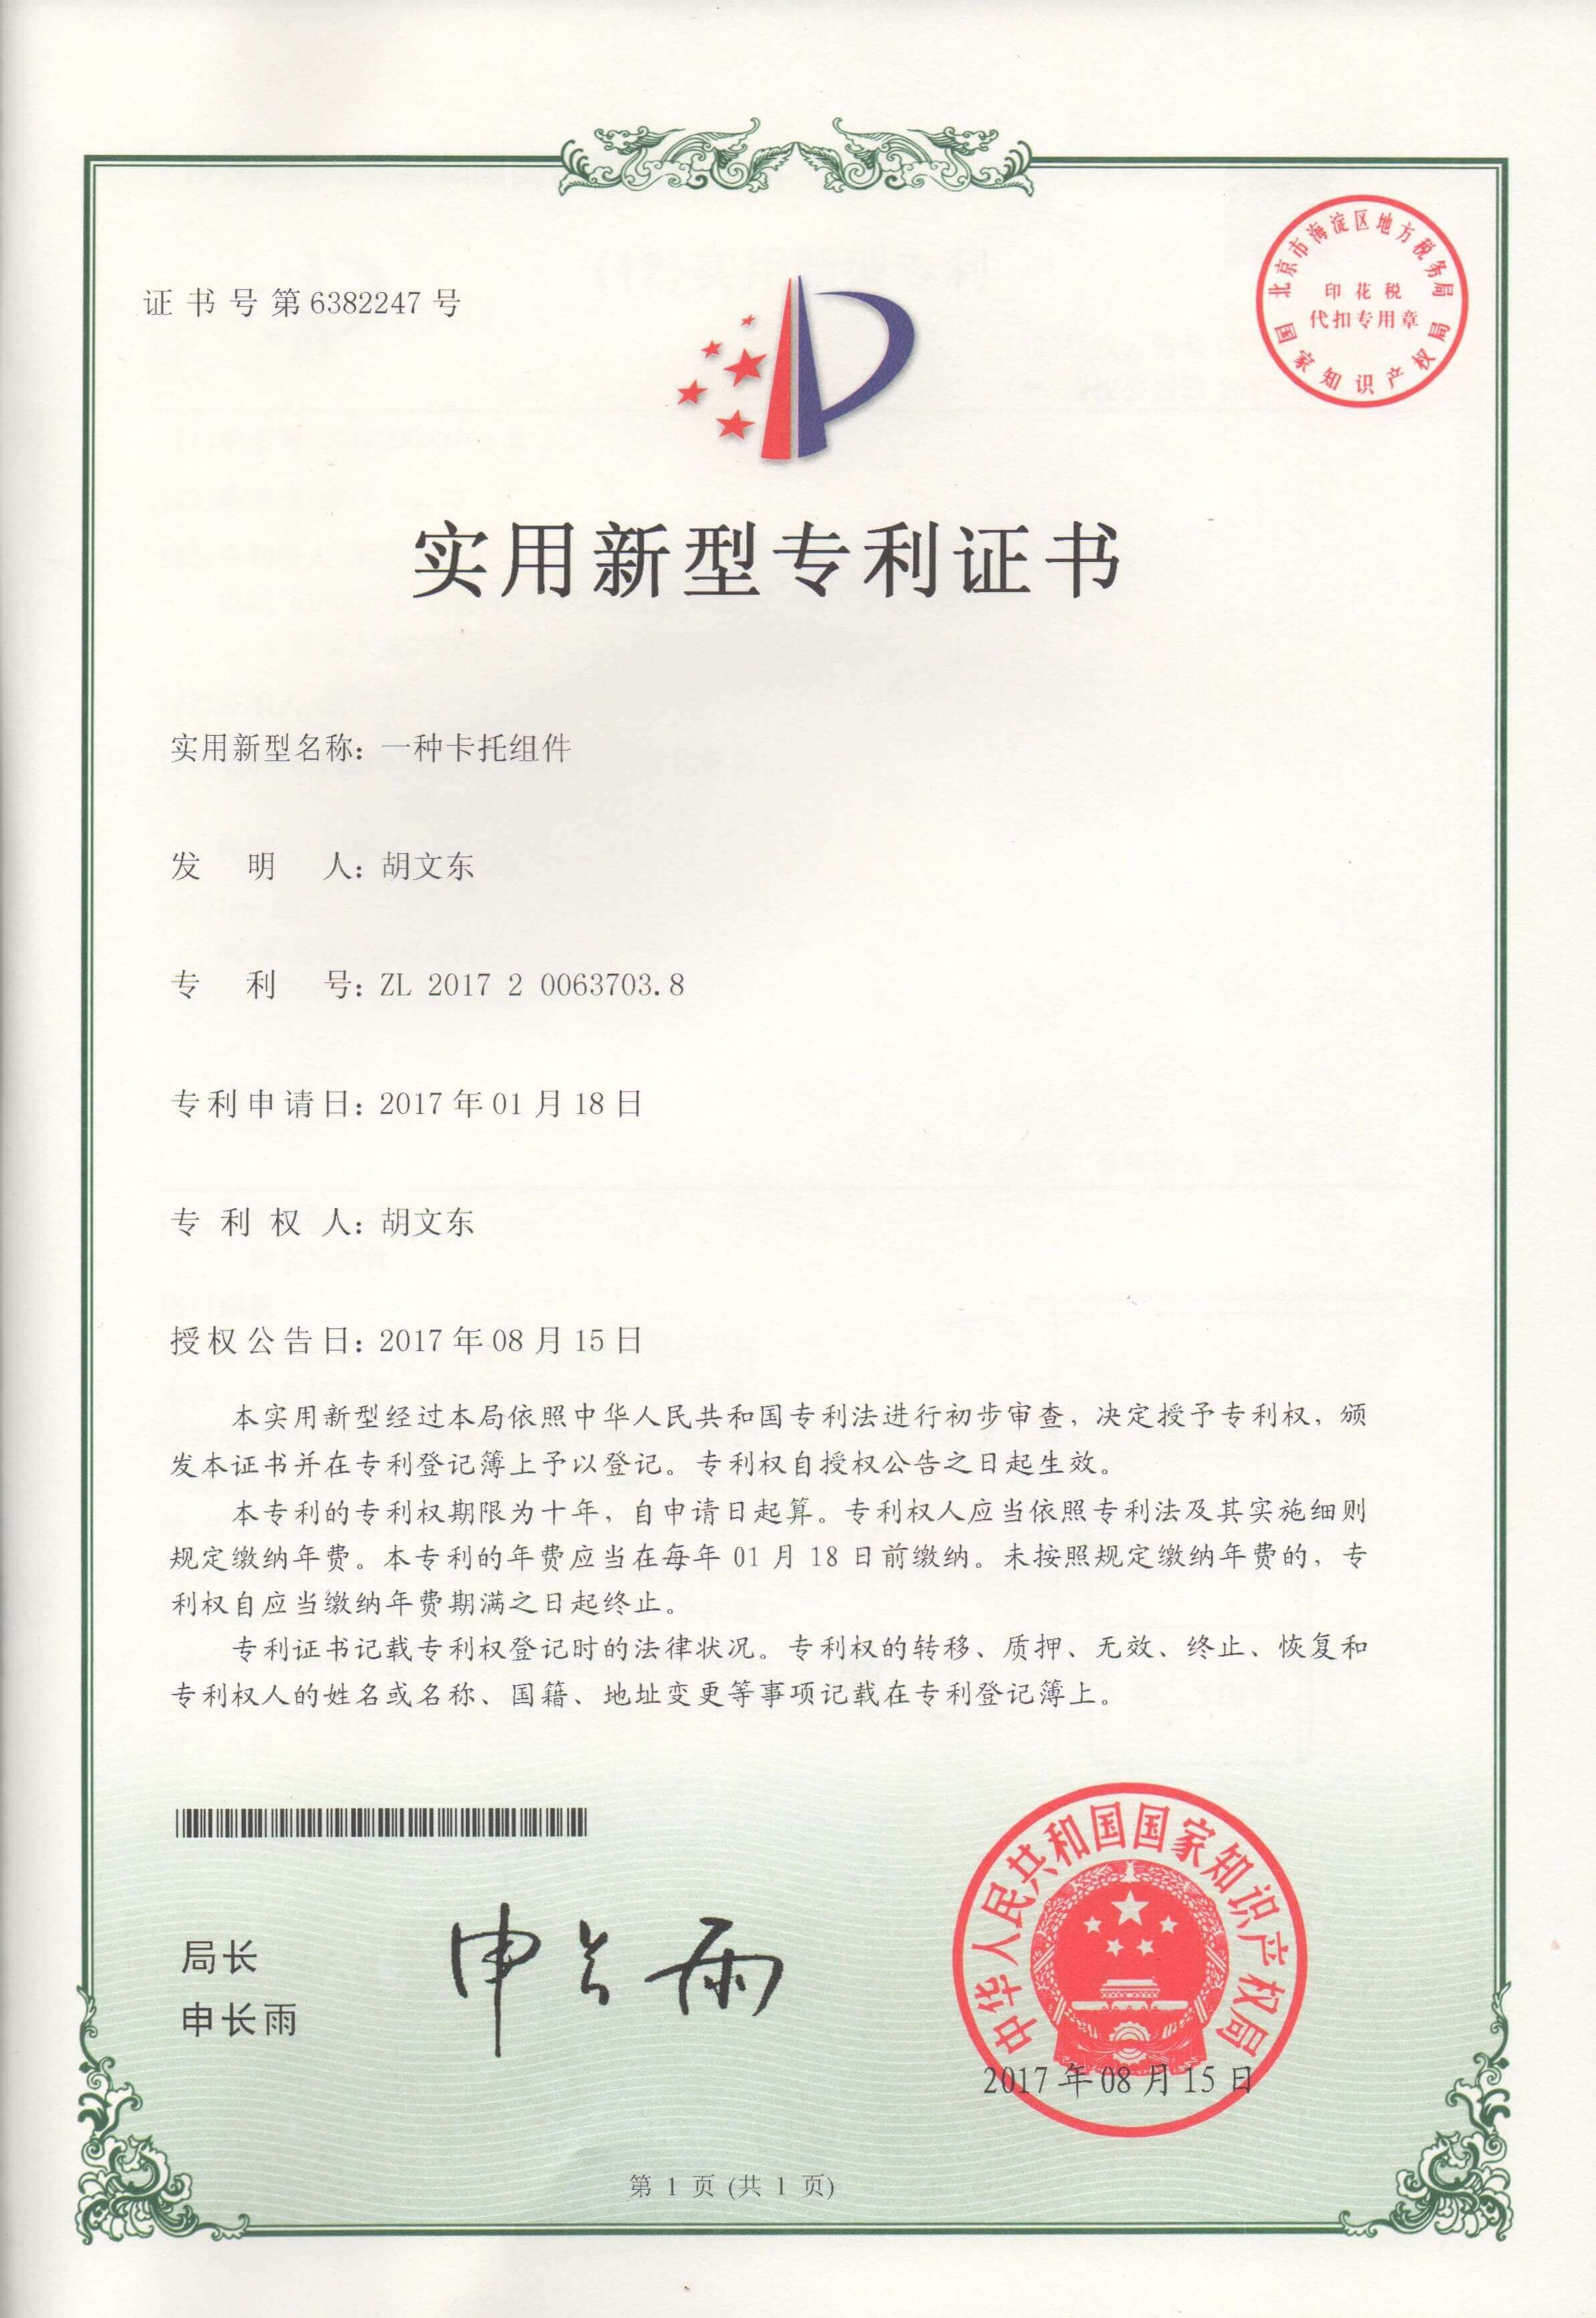 证书号第6382247号
北京市海淀区地方税务局
印花税
代扣专用章
国家知识产权局
实用新型专利证书
实用新型名称：一种卡托组件
发明人：胡文东
专利号：ZL 2017 2 0063703.8
专利申请日：2017年01月18日
专利权人：胡文东
授权公告日：2017年08月15日
本实用新型经过本局依照中华人民共和国专利法进行初步审查，决定授予专利权，颁
发本证书并在专利登记簿上予以登记。专利权自授权公告之日起生效。
本专利的专利权期限为十年，自申请日起算。专利权人应当依照专利法及其实施细则
规定缴纳年费。本专利的年费应当在每年01月18日前缴纳。未按照规定缴纳年费的，专
利权自应当缴纳年费期满之日起终止。
专利证书记载专利权登记时的法律状况。专利权的转移、质押、无效、终止、恢复和
专利权人的姓名或名称、国籍、地址变更等事项记载在专利登记簿上。
局长
申长雨
申长雨
中华人民共和国国家知识产权局
2017年08月15日
第 1 页 (共 1 页)